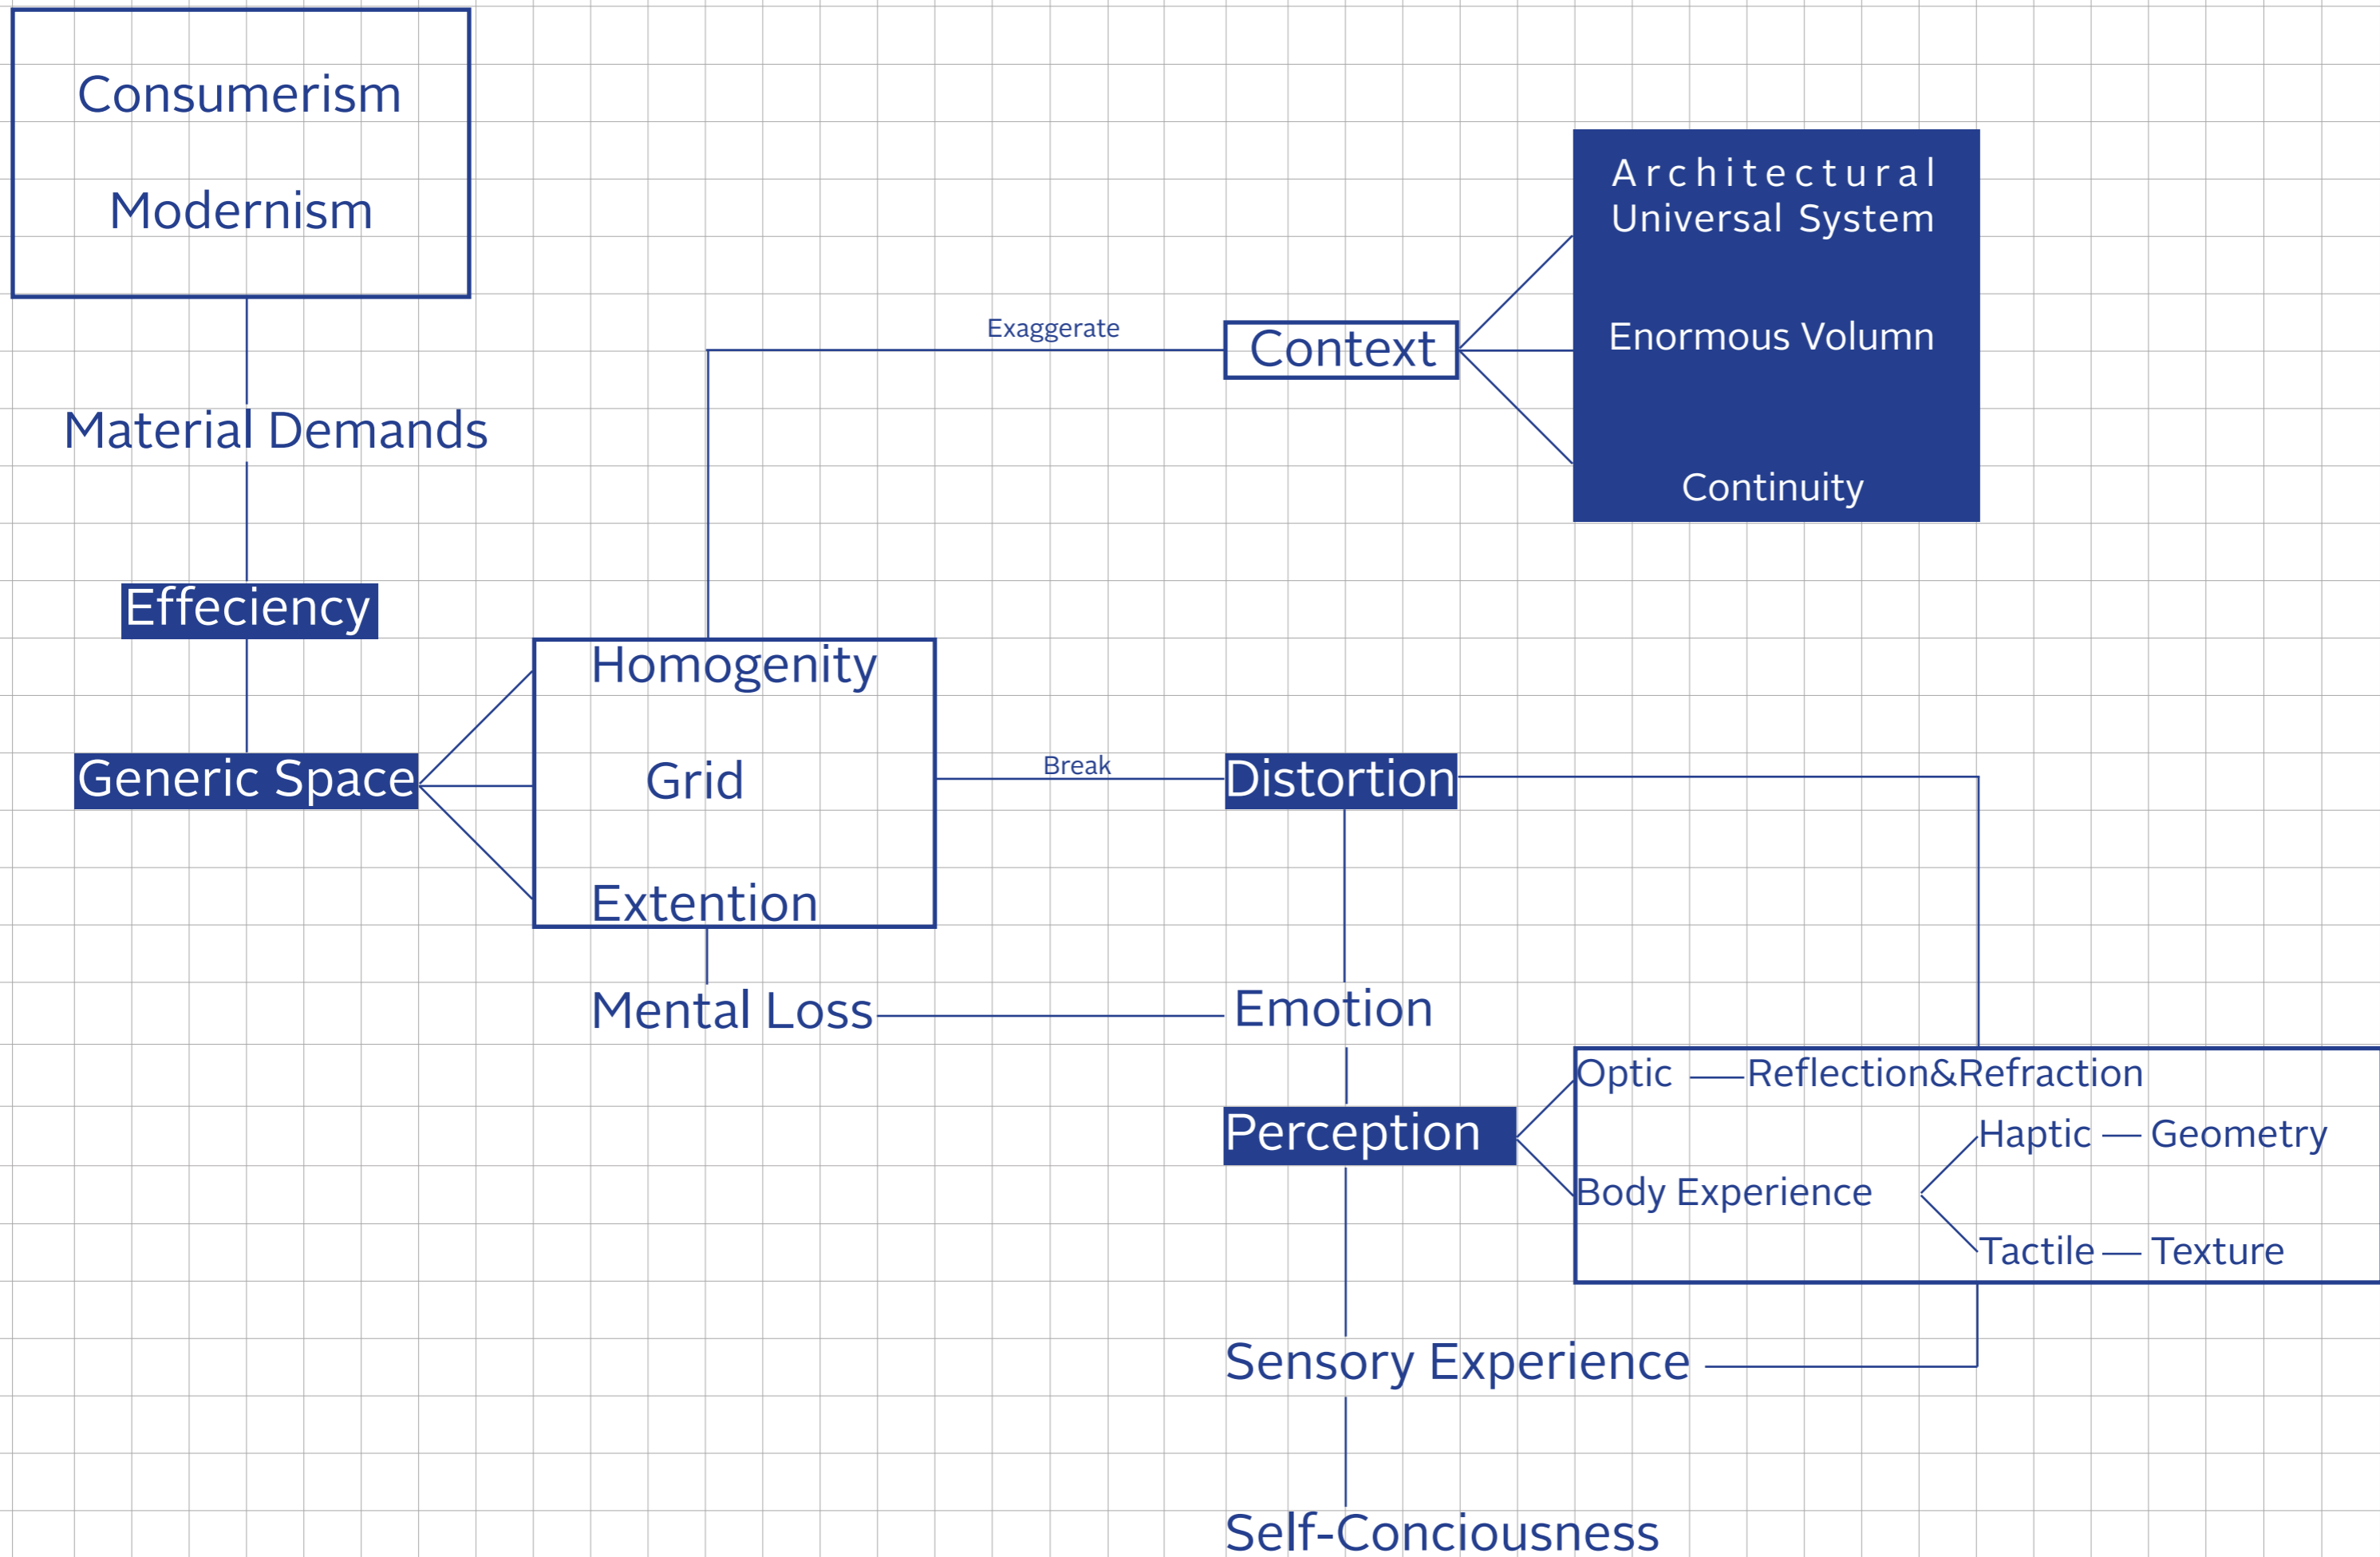 Consumerism
Modernism
Material Demands
Effeciency
Generic Space
Homogenity
Grid
Extention
Mental Loss
Exaggerate
Context
Architectural
Universal System
Enormous Volumn
Continuity
Break
Distortion
Emotion
Perception
Optic
Reflection&Refraction
Body Experience
Haptic
Geometry
Tactile
Texture
Sensory Experience
Self-Conciousness